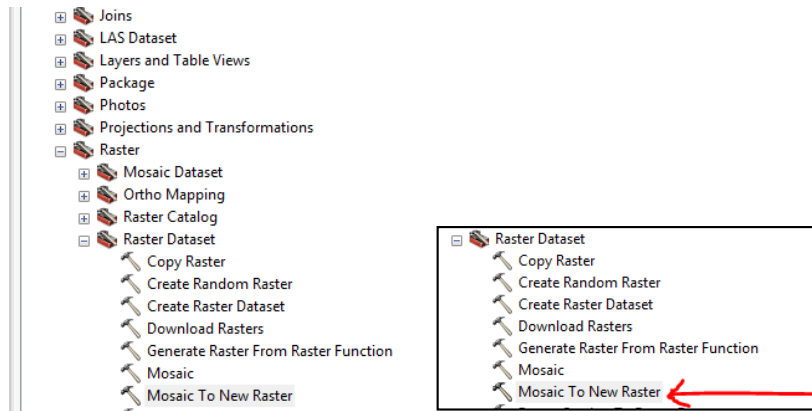 Joins
LAS Dataset
Layers and Table Views
Package
Photos
Projections and Transformations
Raster
Mosaic Dataset
Ortho Mapping
Raster Catalog
Raster Dataset
Copy Raster
Create Random Raster
Create Raster Dataset
Download Rasters
Generate Raster From Raster Function
Mosaic
Mosaic To New Raster
Raster Dataset
Copy Raster
Create Random Raster
Create Raster Dataset
Download Rasters
Generate Raster From Raster Function
Mosaic
Mosaic To New Raster